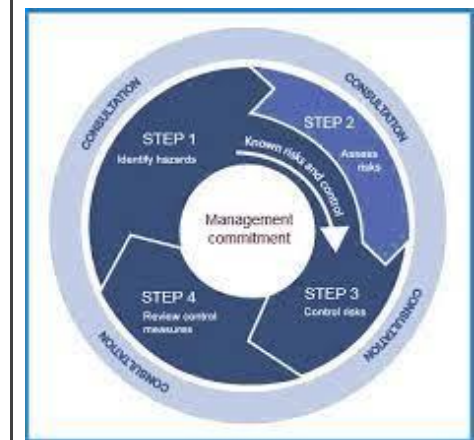 CONSULTATION
CONSULTATION
STEP 1
Identify hazards
STEP 2
Assess
risks
Known risks and control
Management
commitment
STEP 4
Review control
measures
STEP 3
Control risks
CONSULTATION
CONSULTATION